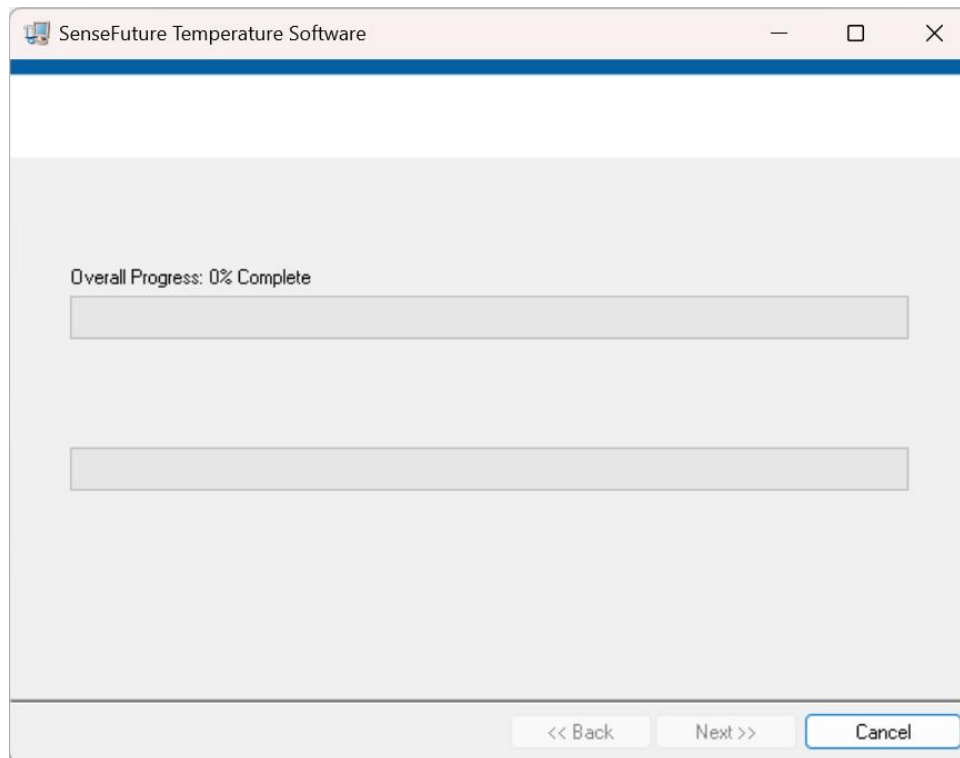 SenseFuture Temperature Software
Overall Progress: 0% Complete
<< Back Next >> Cancel